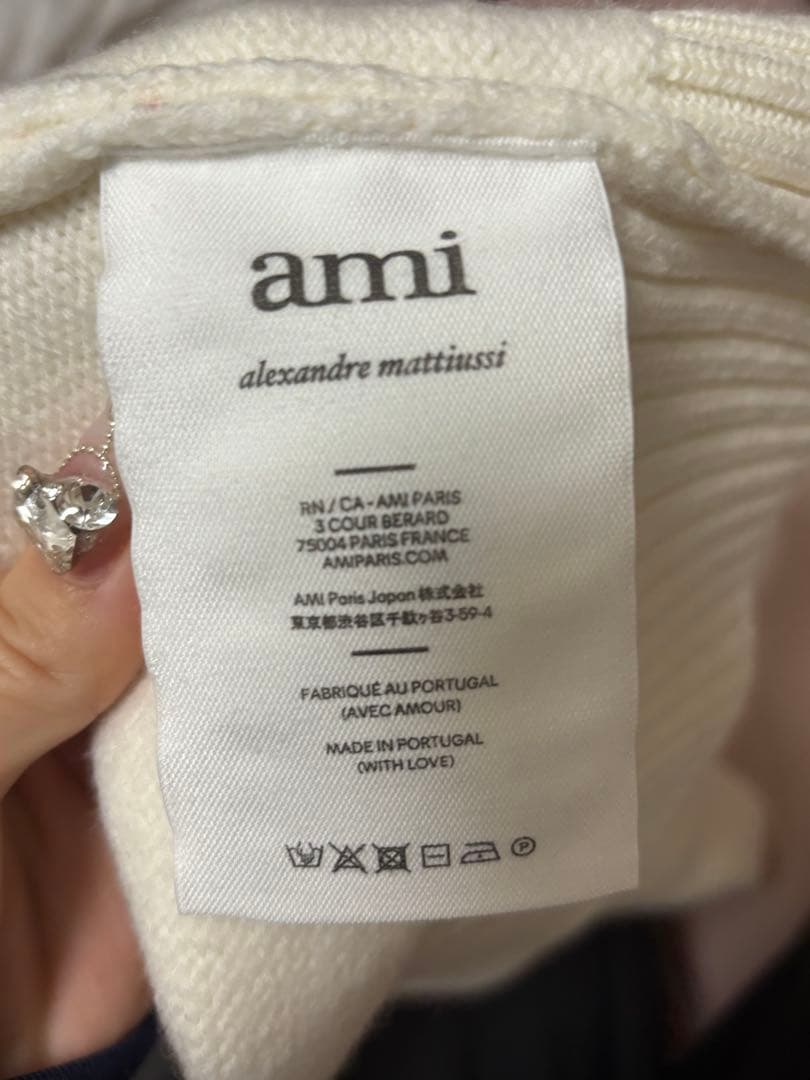 ami
alexandre mattiussi
RN / CA - AMI PARIS
3 COUR BERARD
75004 PARIS FRANCE
AMIPARIS.COM
AMI Paris Japan 株式会社
東京都渋谷区千駄ヶ谷3-59-4
FABRIQUÉ AU PORTUGAL
(AVEC AMOUR)
MADE IN PORTUGAL
(WITH LOVE)
P